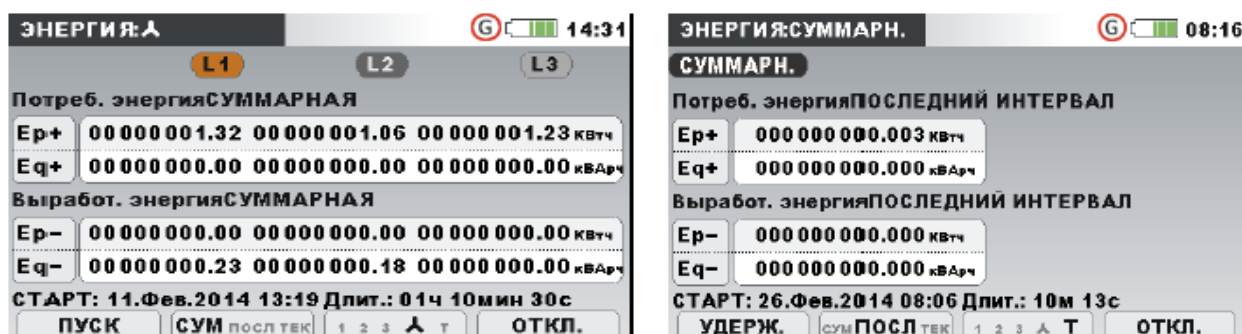 ЭНЕРГИЯ:⅄ G 14:31
L1 L2 L3
Потреб. энергияСУММАРНАЯ
Ep+ 00000001.32 00000001.06 00000001.23 кВтч
Eq+ 00000000.00 00000000.00 00000000.00 кВАрч
Выработ. энергияСУММАРНАЯ
Ep- 00000000.00 00000000.00 00000000.00 кВтч
Eq- 00000000.23 00000000.18 00000000.00 кВАрч
СТАРТ: 11.Фев.2014 13:19 Длит.: 01ч 10мин 30с
ПУСК СУМ ПОСЛ ТЕК 1 2 3 ⅄ T ОТКЛ.
ЭНЕРГИЯ:СУММАРН. G 08:16
СУММАРН.
Потреб. энергияПОСЛЕДНИЙ ИНТЕРВАЛ
Ep+ 000000000.003 кВтч
Eq+ 000000000.000 кВАрч
Выработ. энергияПОСЛЕДНИЙ ИНТЕРВАЛ
Ep- 000000000.000 кВтч
Eq- 000000000.000 кВАрч
СТАРТ: 26.Фев.2014 08:06 Длит.: 10м 13с
УДЕРЖ. СУМ ПОСЛ ТЕК 1 2 3 ⅄ T ОТКЛ.